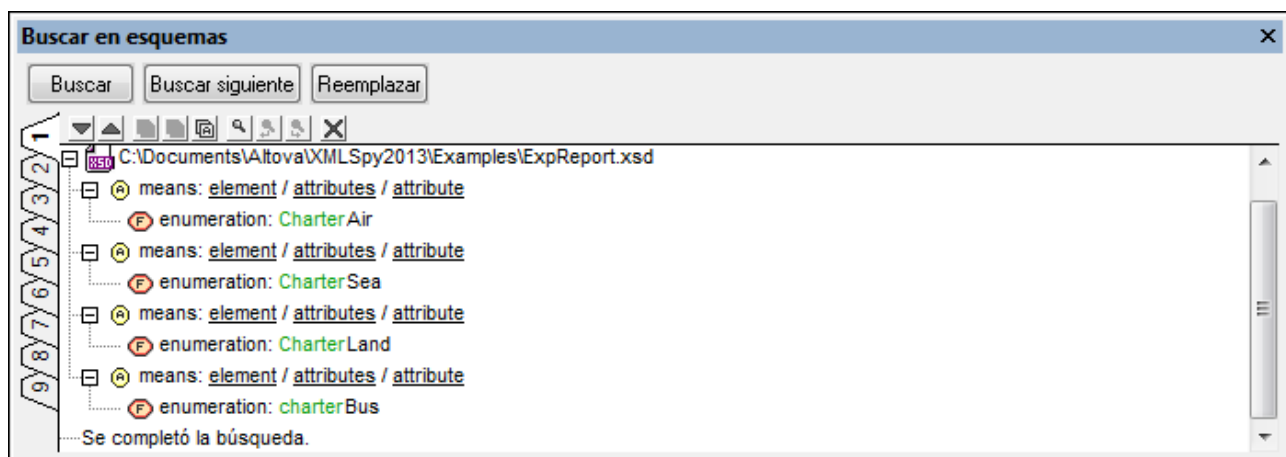 Buscar en esquemas
Buscar Buscar siguiente Reemplazar
1
2
3
4
5
6
7
8
9
XSD C:\Documents\Altova\XMLSpy2013\Examples\ExpReport.xsd
A means: element / attributes / attribute
F enumeration: CharterAir
A means: element / attributes / attribute
F enumeration: CharterSea
A means: element / attributes / attribute
F enumeration: CharterLand
A means: element / attributes / attribute
F enumeration: charterBus
Se completó la búsqueda.